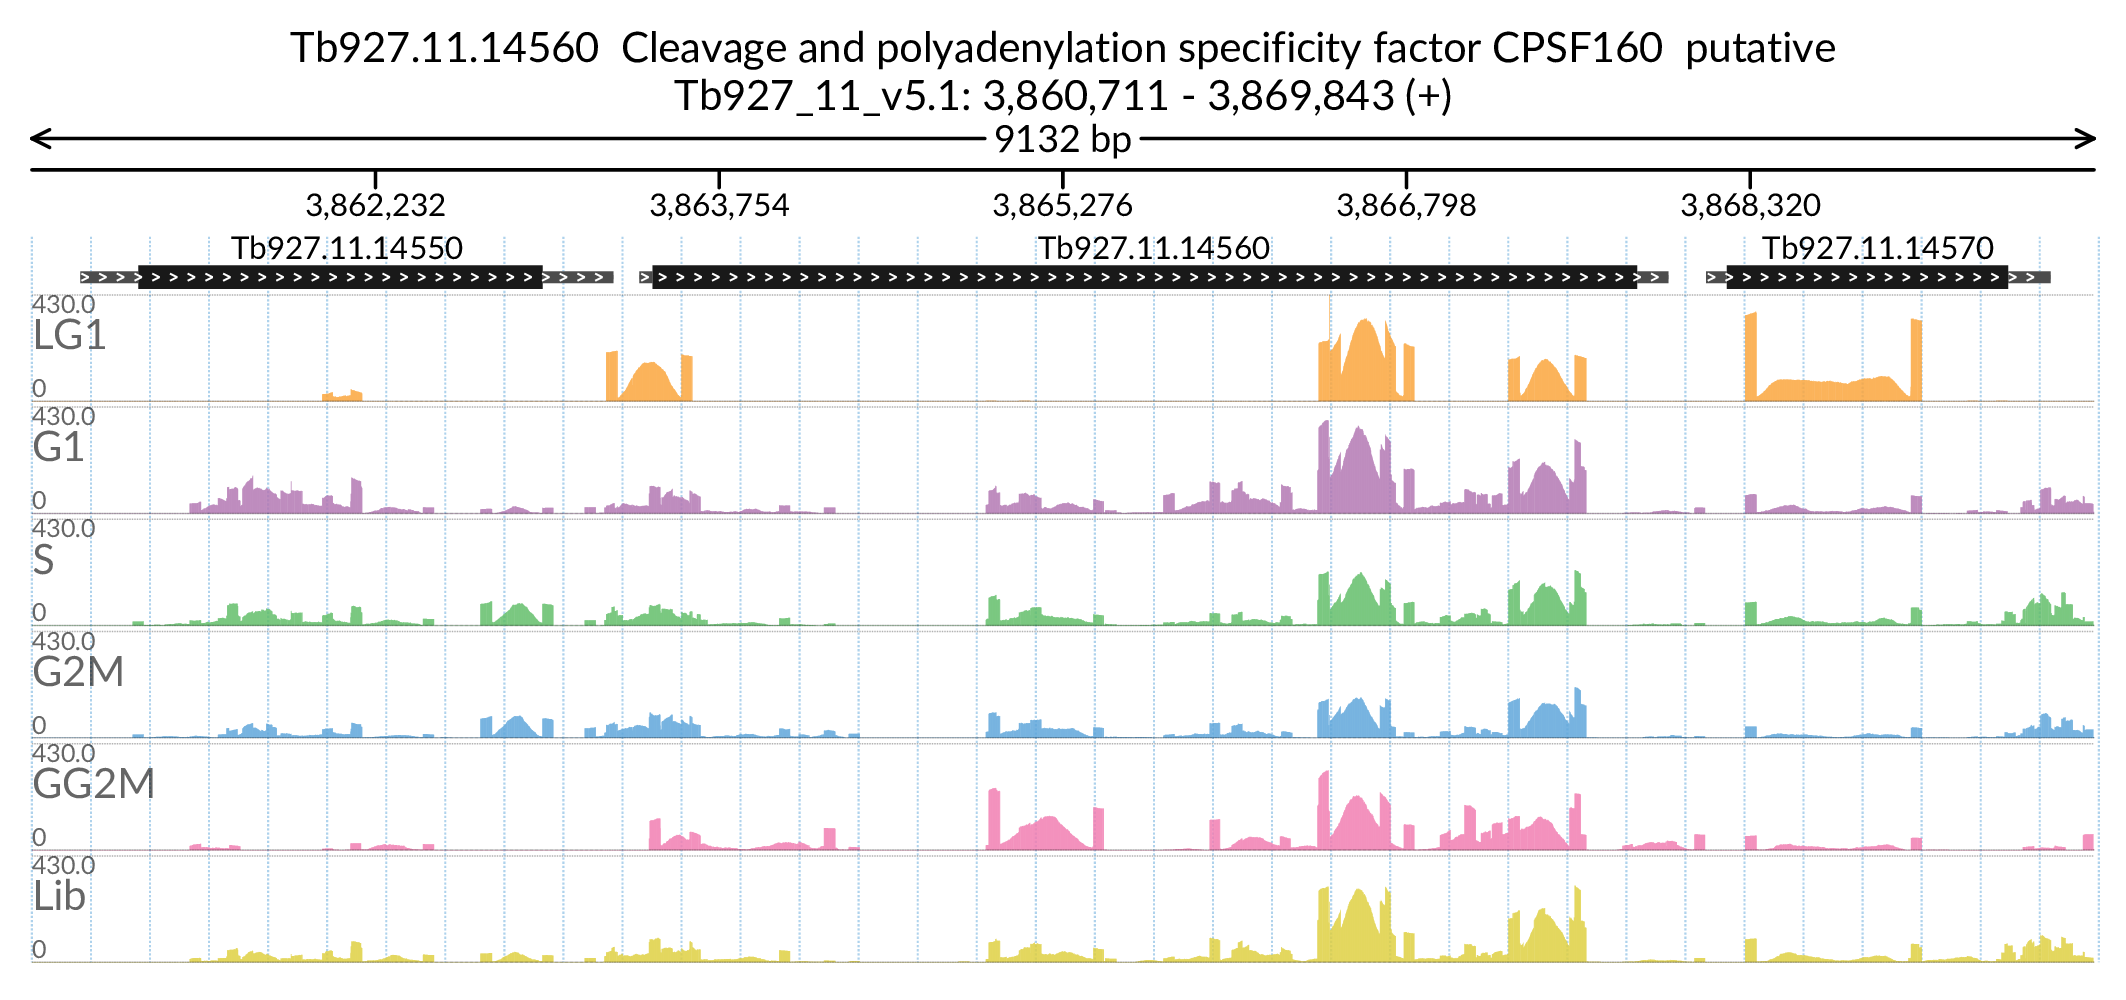 Tb927.11.14560 Cleavage and polyadenylation specificity factor CPSF160 putative
Tb927_11_v5.1: 3,860,711 - 3,869,843 (+)
9132 bp
3,862,232 3,863,754 3,865,276 3,866,798 3,868,320
Tb927.11.14550 Tb927.11.14560 Tb927.11.14570
430.0
LG1
0
430.0
G1
0
430.0
S
0
430.0
G2M
0
430.0
GG2M
0
430.0
Lib
0